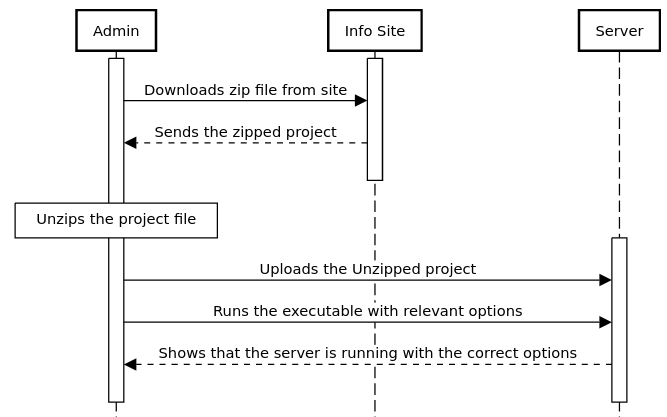 Admin
Info Site
Server
Downloads zip file from site
Sends the zipped project
Unzips the project file
Uploads the Unzipped project
Runs the executable with relevant options
Shows that the server is running with the correct options